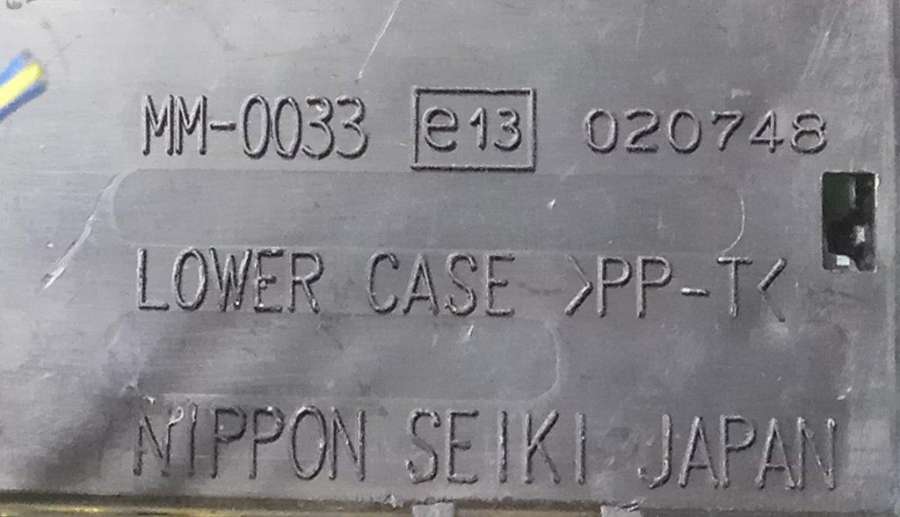 MM-0033 e13 020748
LOWER CASE >PP-T<
NIPPON SEIKI JAPAN